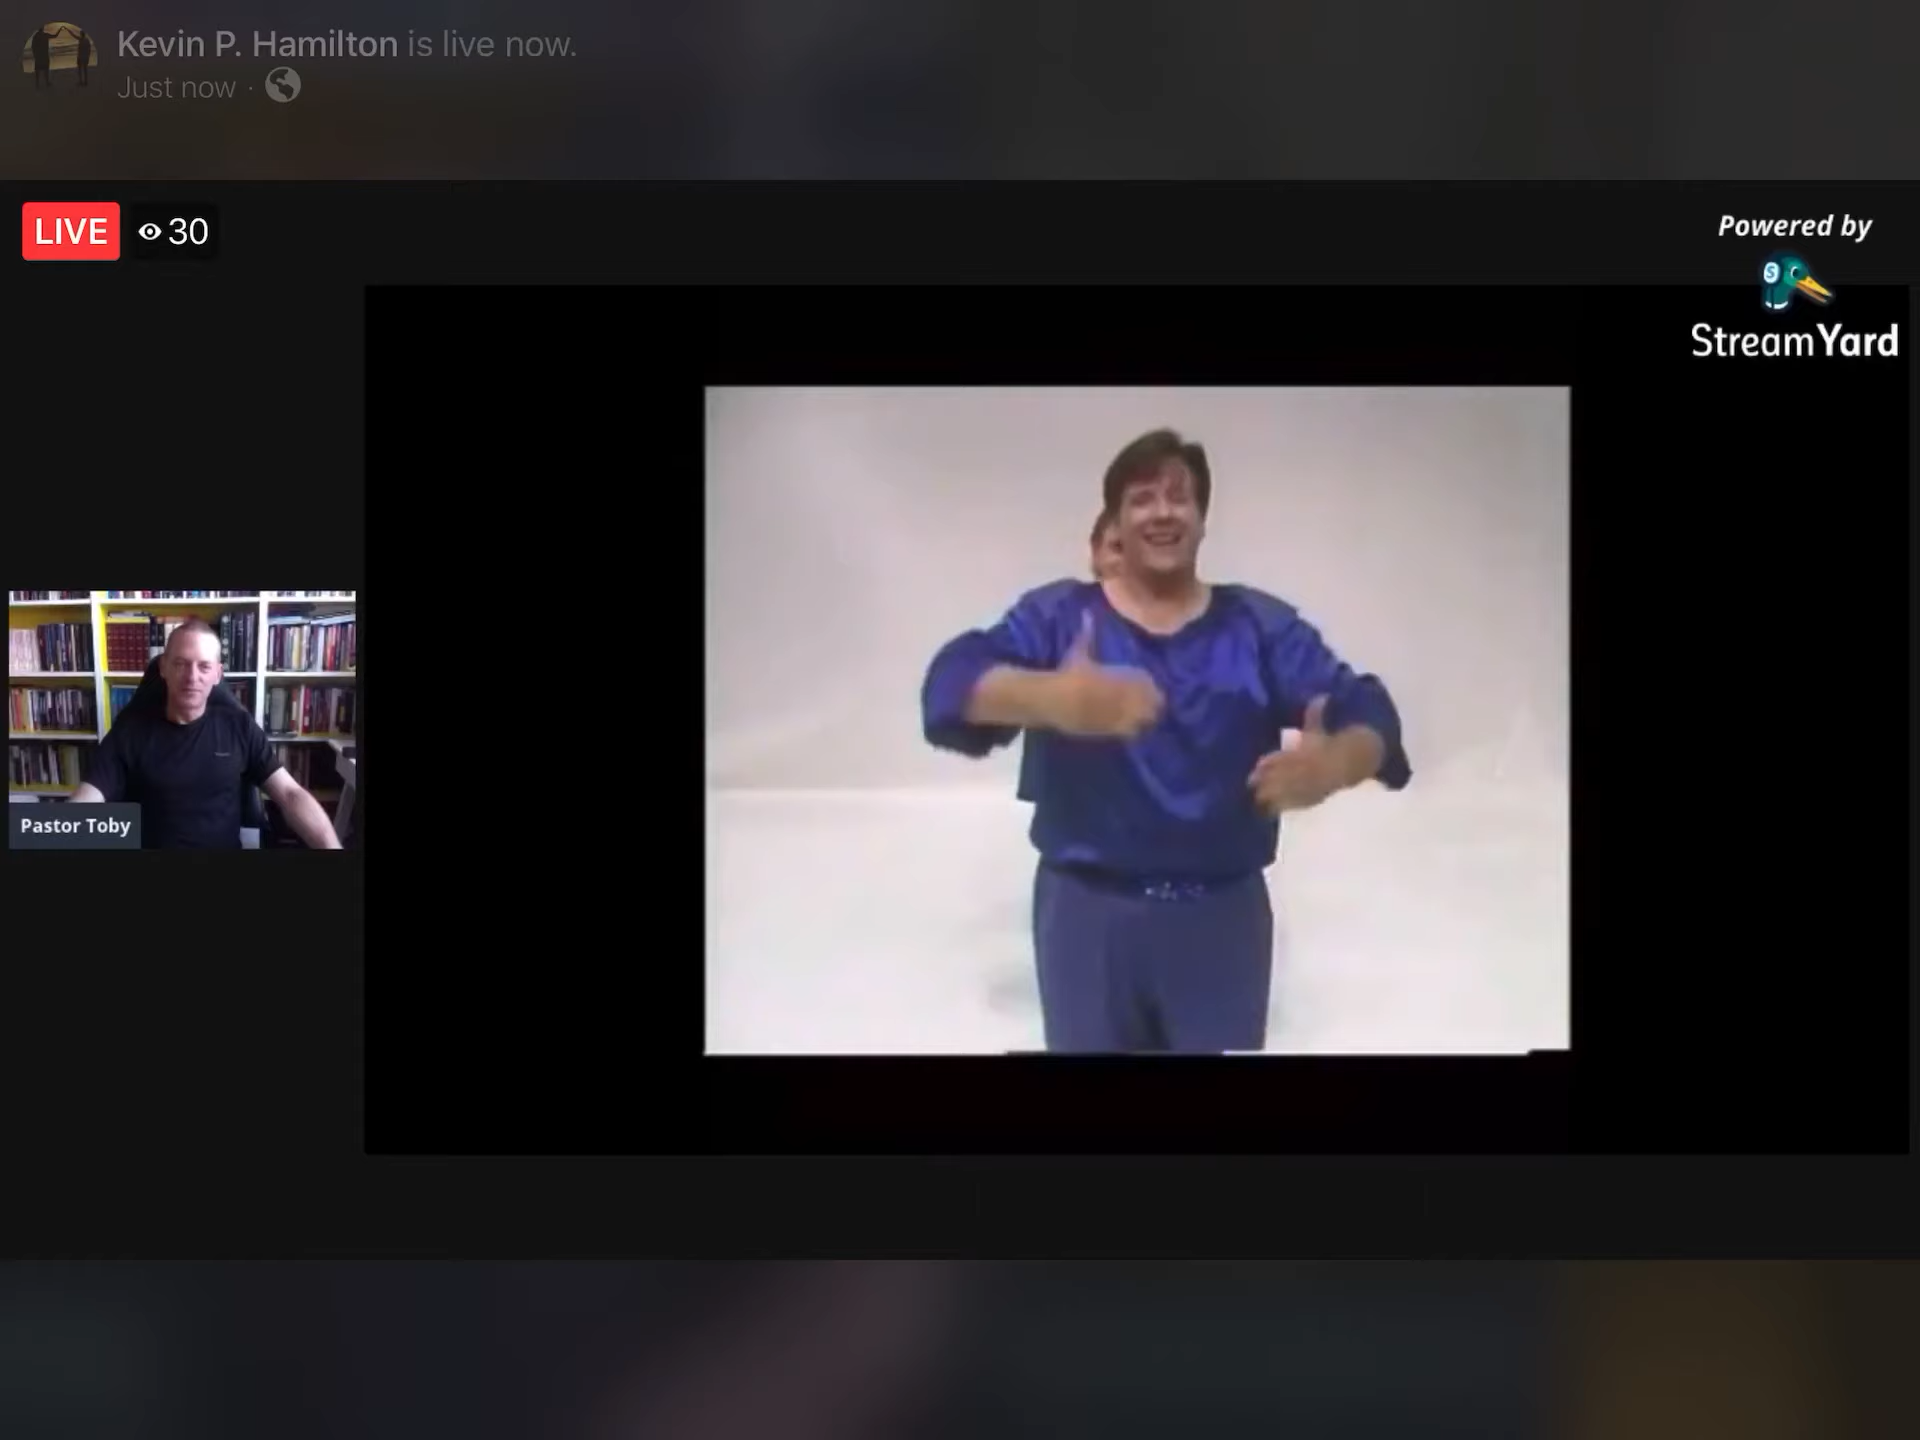 Kevin P. Hamilton is live now.
Just now ·
LIVE 30
Powered by
StreamYard
Pastor Toby